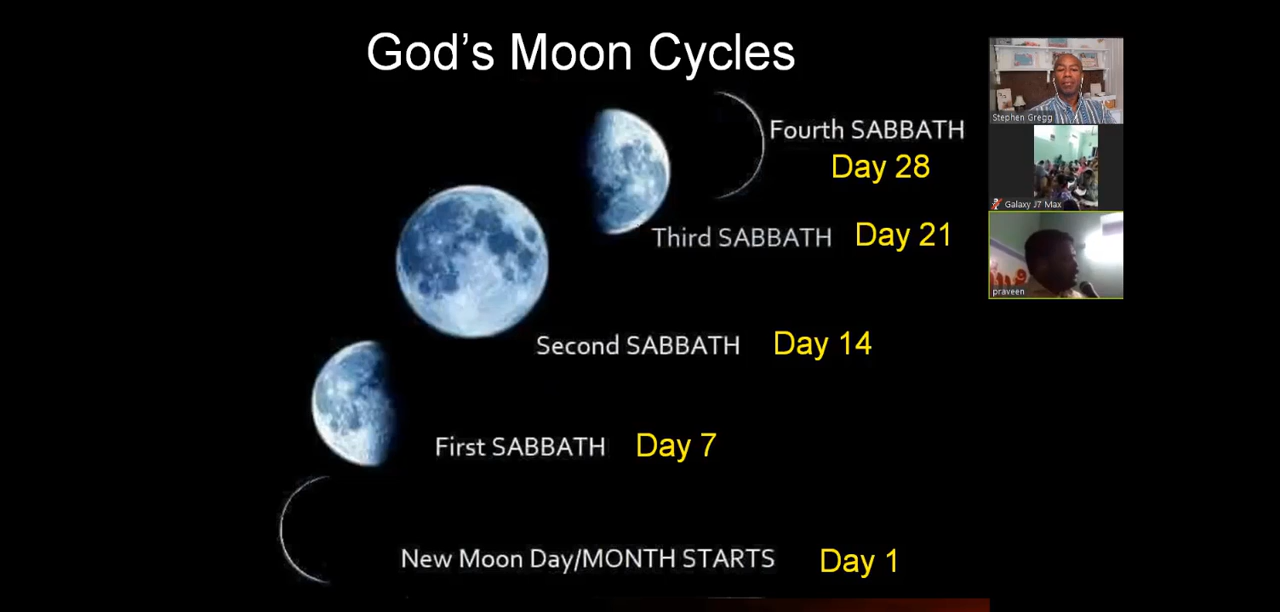 God's Moon Cycles
Fourth SABBATH
Day 28
Third SABBATH Day 21
Second SABBATH Day 14
First SABBATH Day 7
New Moon Day/MONTH STARTS Day 1
Stephen Gregg
Galaxy J7 Max
praveen